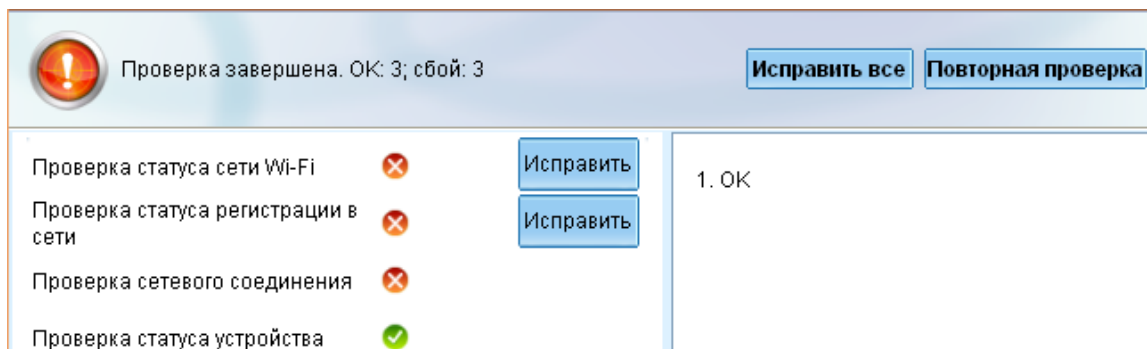 Проверка завершена. OK: 3; сбой: 3
Исправить все
Повторная проверка
Проверка статуса сети Wi-Fi
Исправить
Проверка статуса регистрации в
сети
Исправить
Проверка сетевого соединения
Проверка статуса устройства
1. OK